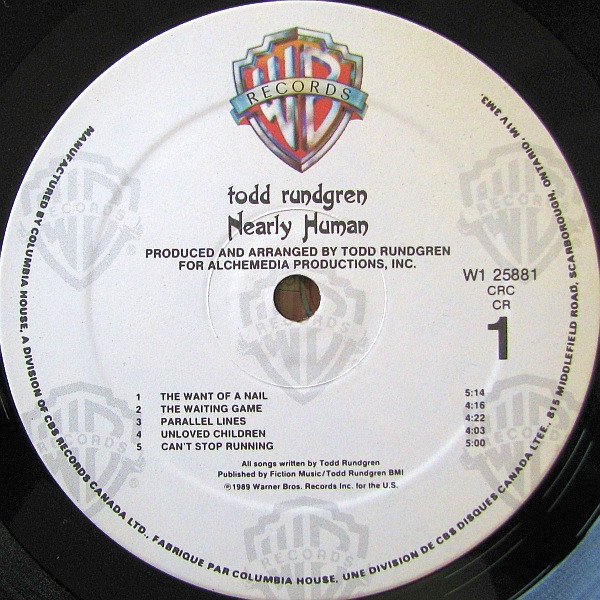 WB
RECORDS
todd rundgren
Nearly Human
PRODUCED AND ARRANGED BY TODD RUNDGREN
FOR ALCHEMEDIA PRODUCTIONS, INC.
W1 25881
CRC
CR
1
1 THE WANT OF A NAIL 5:14
2 THE WAITING GAME 4:16
3 PARALLEL LINES 4:22
4 UNLOVED CHILDREN 4:03
5 CAN'T STOP RUNNING 5:00
All songs written by Todd Rundgren
Published by Fiction Music/Todd Rundgren BMI
℗1989 Warner Bros. Records Inc. for the U.S.
MANUFACTURED BY COLUMBIA HOUSE, A DIVISION OF CBS RECORDS CANADA LTD., FABRIQUE PAR COLUMBIA HOUSE, UNE DIVISION DE CBS DISQUES CANADA LTEE., 815 MIDDLEFIELD ROAD, SCARBOROUGH, ONTARIO, M1V 2M3.